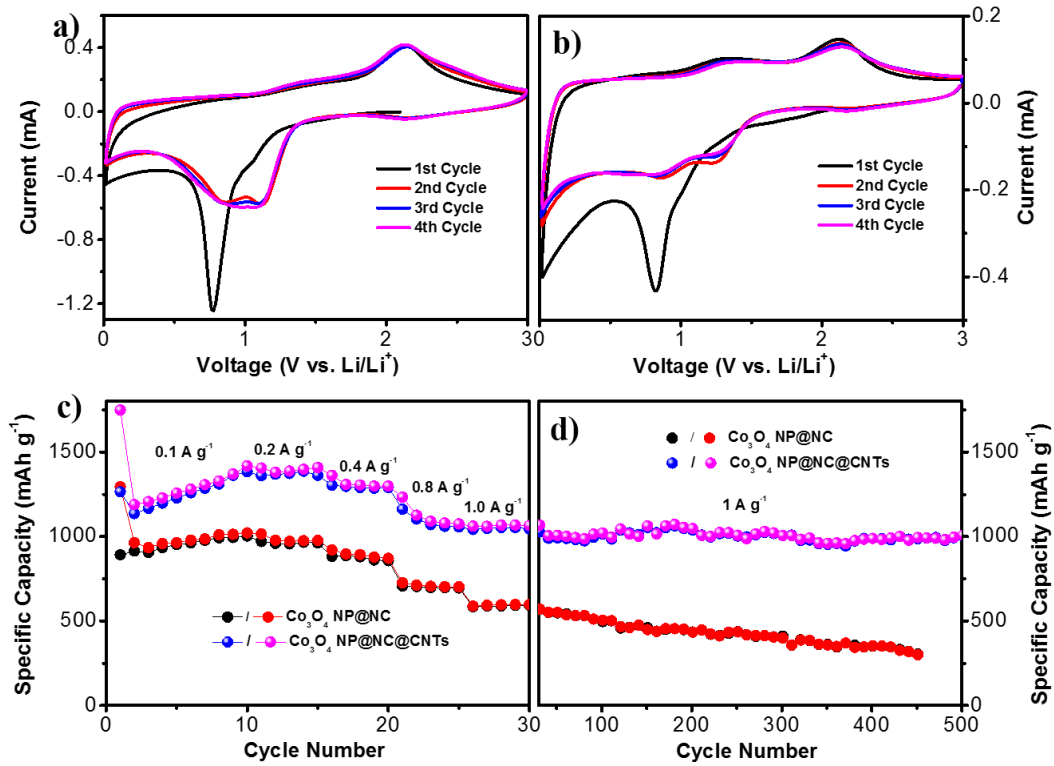 a)
0.4
0.0
-0.4
-0.8
-1.2
Current (mA)
1st Cycle
2nd Cycle
3rd Cycle
4th Cycle
1
2
Voltage (V vs. Li/Li⁺)
b)
0.2
0.0
-0.2
-0.4
Current (mA)
1st Cycle
2nd Cycle
3rd Cycle
4th Cycle
30
1
2
3
Voltage (V vs. Li/Li⁺)
c)
1500
1000
500
0
Specific Capacity (mAh g⁻¹)
0.1 A g⁻¹
0.2 A g⁻¹
0.4 A g⁻¹
0.8 A g⁻¹
1.0 A g⁻¹
/ Co₃O₄ NP@NC
/ Co₃O₄ NP@NC@CNTs
0
10
20
30
Cycle Number
d)
/ Co₃O₄ NP@NC
/ Co₃O₄ NP@NC@CNTs
1 A g⁻¹
1500
1000
500
0
Specific Capacity (mAh g⁻¹)
100
200
300
400
500
Cycle Number